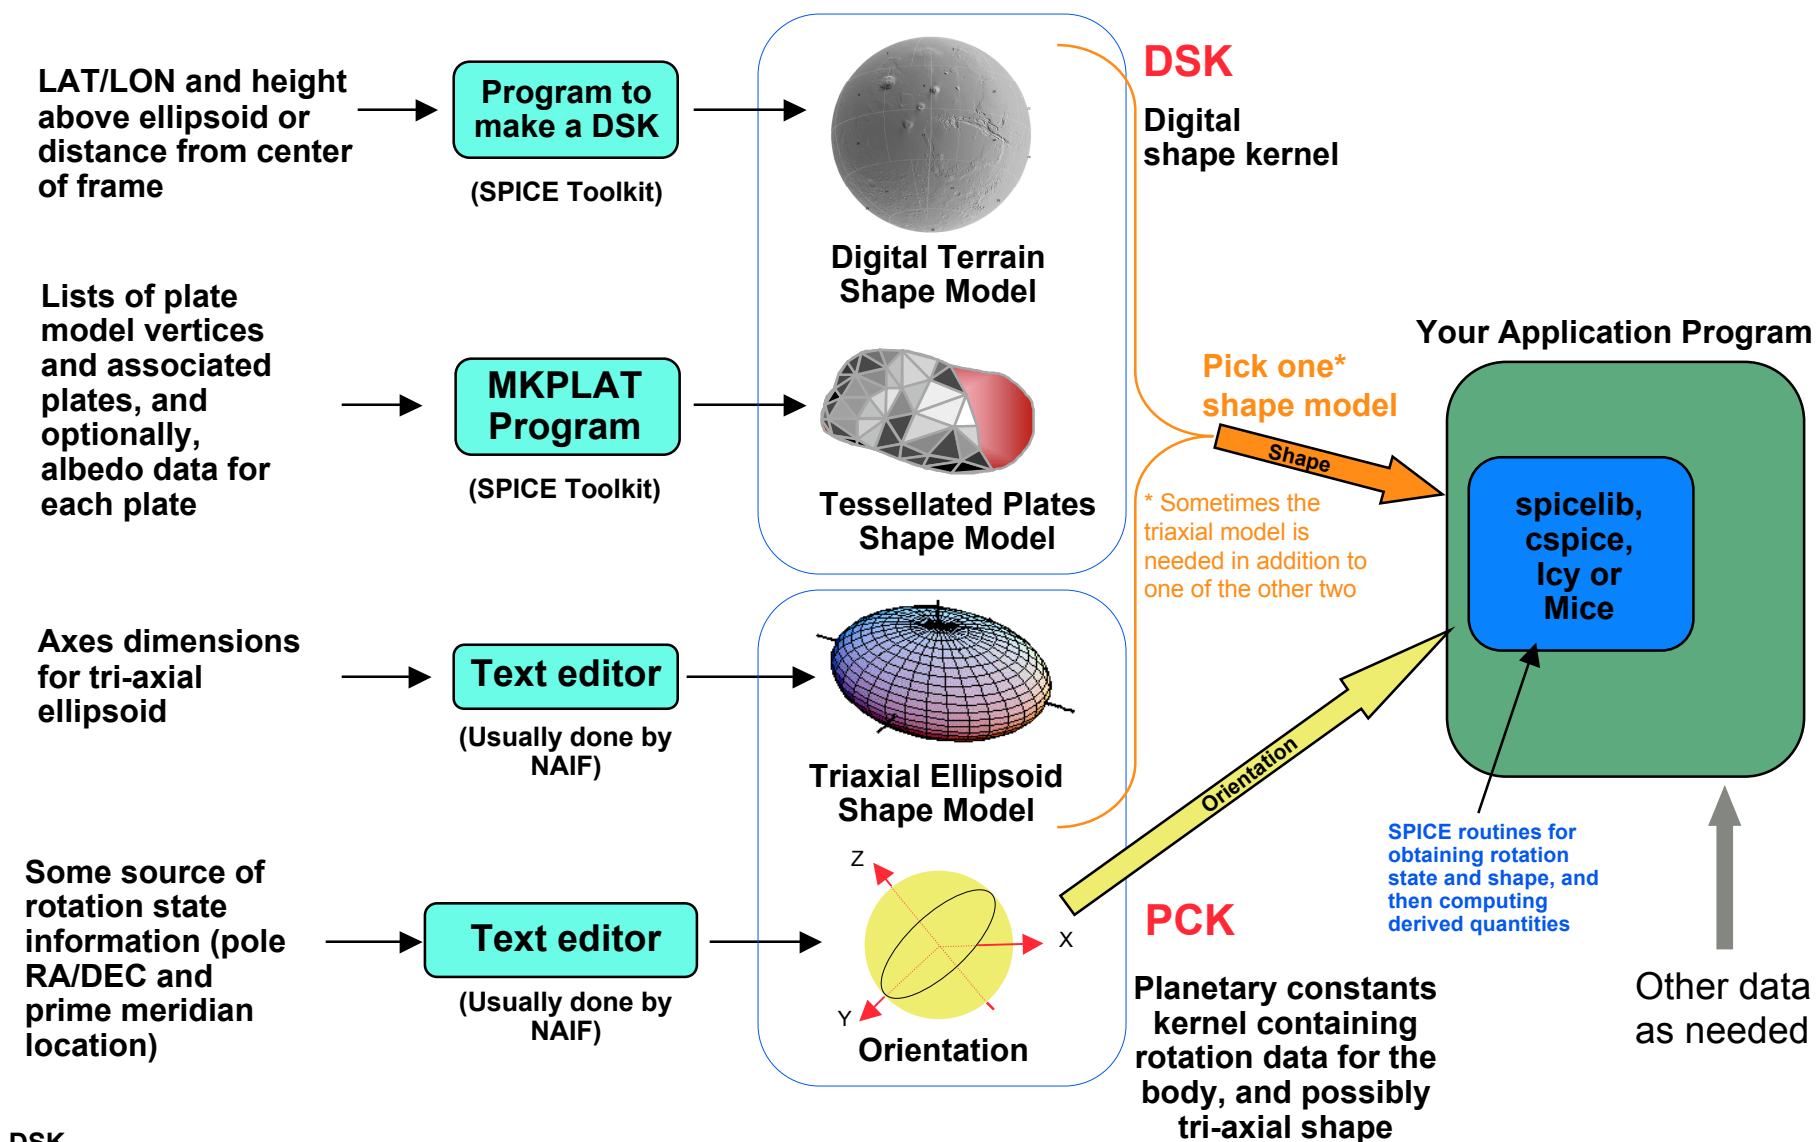 LAT/LON and height
above ellipsoid or
distance from center
of frame
Program to
make a DSK
(SPICE Toolkit)
Digital Terrain
Shape Model
DSK
Digital
shape kernel
Lists of plate
model vertices
and associated
plates, and
optionally,
albedo data for
each plate
MKPLAT
Program
(SPICE Toolkit)
Tessellated Plates
Shape Model
Pick one*
shape model
Shape
* Sometimes the
triaxial model is
needed in addition to
one of the other two
Your Application Program
spicelib,
cspice,
Icy or
Mice
Axes dimensions
for tri-axial
ellipsoid
Text editor
(Usually done by
NAIF)
Triaxial Ellipsoid
Shape Model
Orientation
SPICE routines for
obtaining rotation
state and shape, and
then computing
derived quantities
Some source of
rotation state
information (pole
RA/DEC and
prime meridian
location)
Text editor
(Usually done by
NAIF)
Z
X
Y
Orientation
PCK
Planetary constants
kernel containing
rotation data for the
body, and possibly
tri-axial shape
Other data
as needed
DSK